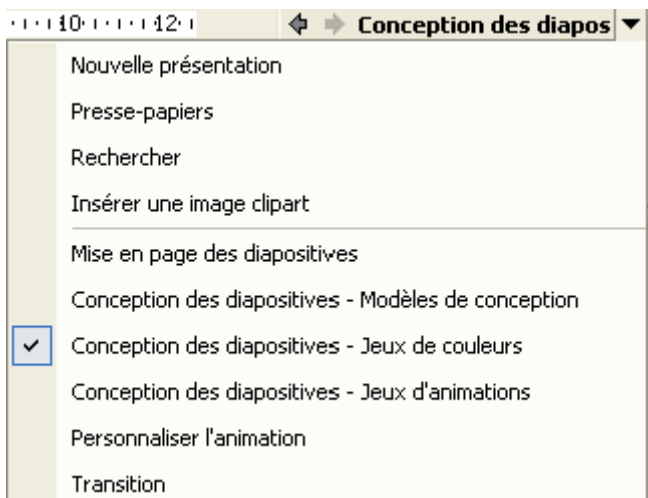 10 12 Conception des diapos
Nouvelle présentation
Presse-papiers
Rechercher
Insérer une image clipart
Mise en page des diapositives
Conception des diapositives - Modèles de conception
Conception des diapositives - Jeux de couleurs
Conception des diapositives - Jeux d'animations
Personnaliser l'animation
Transition